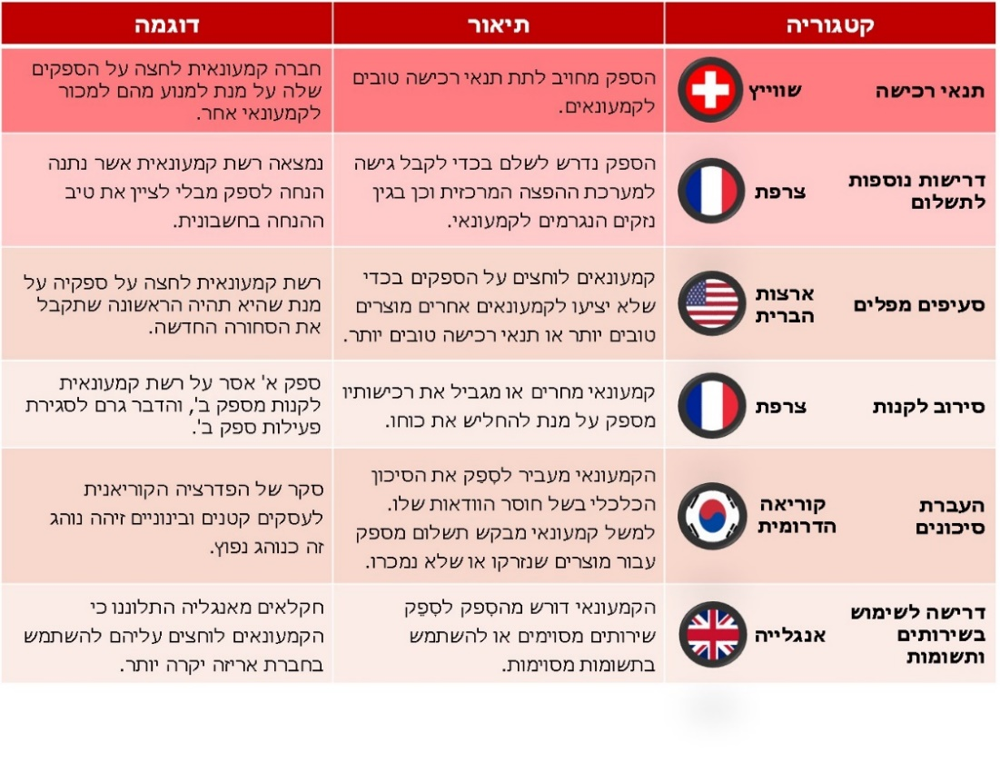 קטגוריה
תיאור
דוגמה
תנאי רכישה
שווייץ
הספק מחויב לתת תנאי רכישה טובים
לקמעונאים.
חברה קמעונאית לחצה על הספקים
שלה על מנת למנוע מהם למכור
לקמעונאי אחר.
דרישות נוספות
לתשלום
צרפת
הספק נדרש לשלם בכדי לקבל גישה
למערכת ההפצה המרכזית וכן בגין
נזקים הנגרמים לקמעונאי.
נמצאה רשת קמעונאית אשר נתנה
הנחה לספק מבלי לציין את טיב
ההנחה בחשבונית.
סעיפים מפלים
ארצות
הברית
קמעונאים לוחצים על הספקים בכדי
שלא יציעו לקמעונאים אחרים מוצרים
טובים יותר או תנאי רכישה טובים יותר.
רשת קמעונאית לחצה על ספקיה על
מנת שהיא תהיה הראשונה שתקבל
את הסחורה החדשה.
סירוב לקנות
צרפת
קמעונאי מחרים או מגביל את רכישותיו
מספק על מנת להחליש את כוחו.
ספק א' אסר על רשת קמעונאית
לקנות מספק ב', והדבר גרם לסגירת
פעילות ספק ב'.
העברת
סיכונים
קוריאה
הדרומית
הקמעונאי מעביר לסַפַּק את הסיכון
הכלכלי בשל חוסר הוודאות שלו.
למשל קמעונאי מבקש תשלום מספק
עבור מוצרים שנזרקו או שלא נמכרו.
סקר של הפדרציה הקוריאנית
לעסקים קטנים ובינוניים זיהה נוהג
זה כנוהג נפוץ.
דרישה לשימוש
בשירותים
ותשומות
אנגלייה
הקמעונאי דורש מהספק לסַפֵּק
שירותים מסוימים או להשתמש
בתשומות מסוימות.
חקלאים מאנגליה התלוננו כי
הקמעונאים לוחצים עליהם להשתמש
בחברת אריזה יקרה יותר.